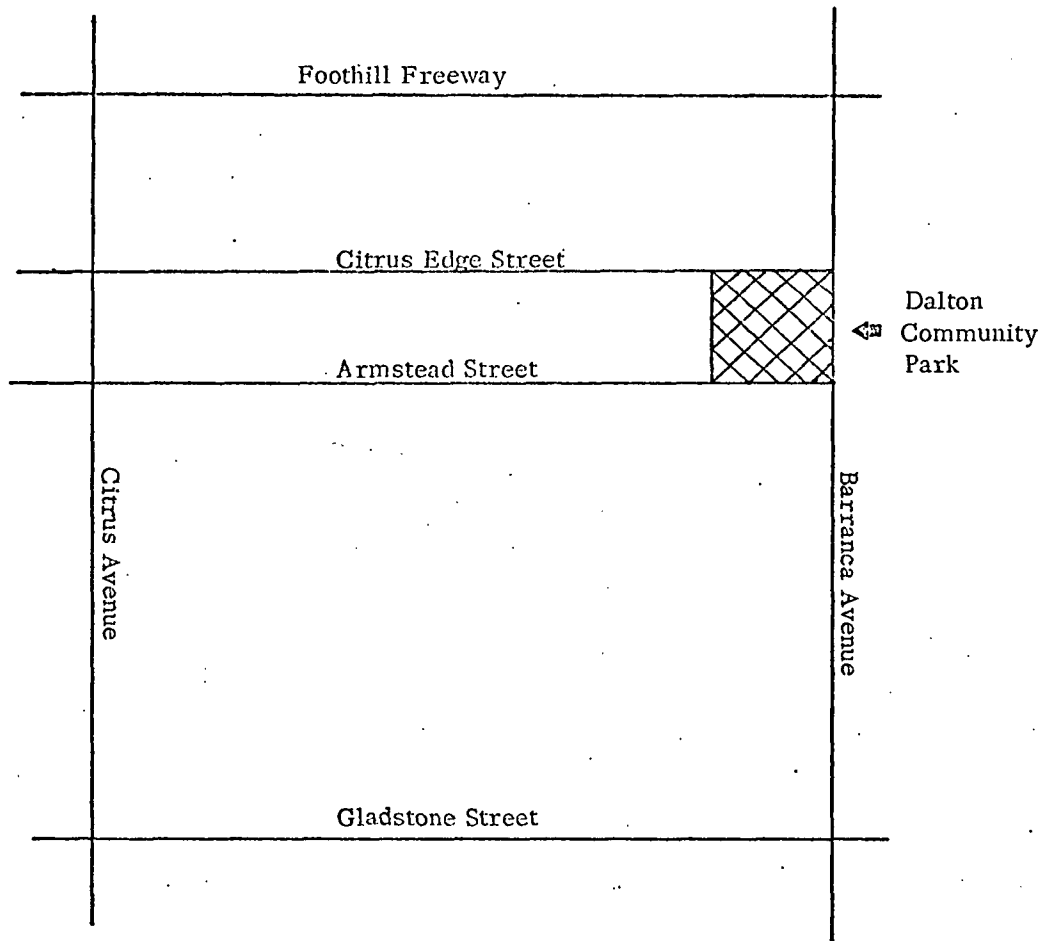 Foothill Freeway
Citrus Edge Street
Dalton
Community
Park
Armstead Street
Citrus Avenue
Barranca Avenue
Gladstone Street